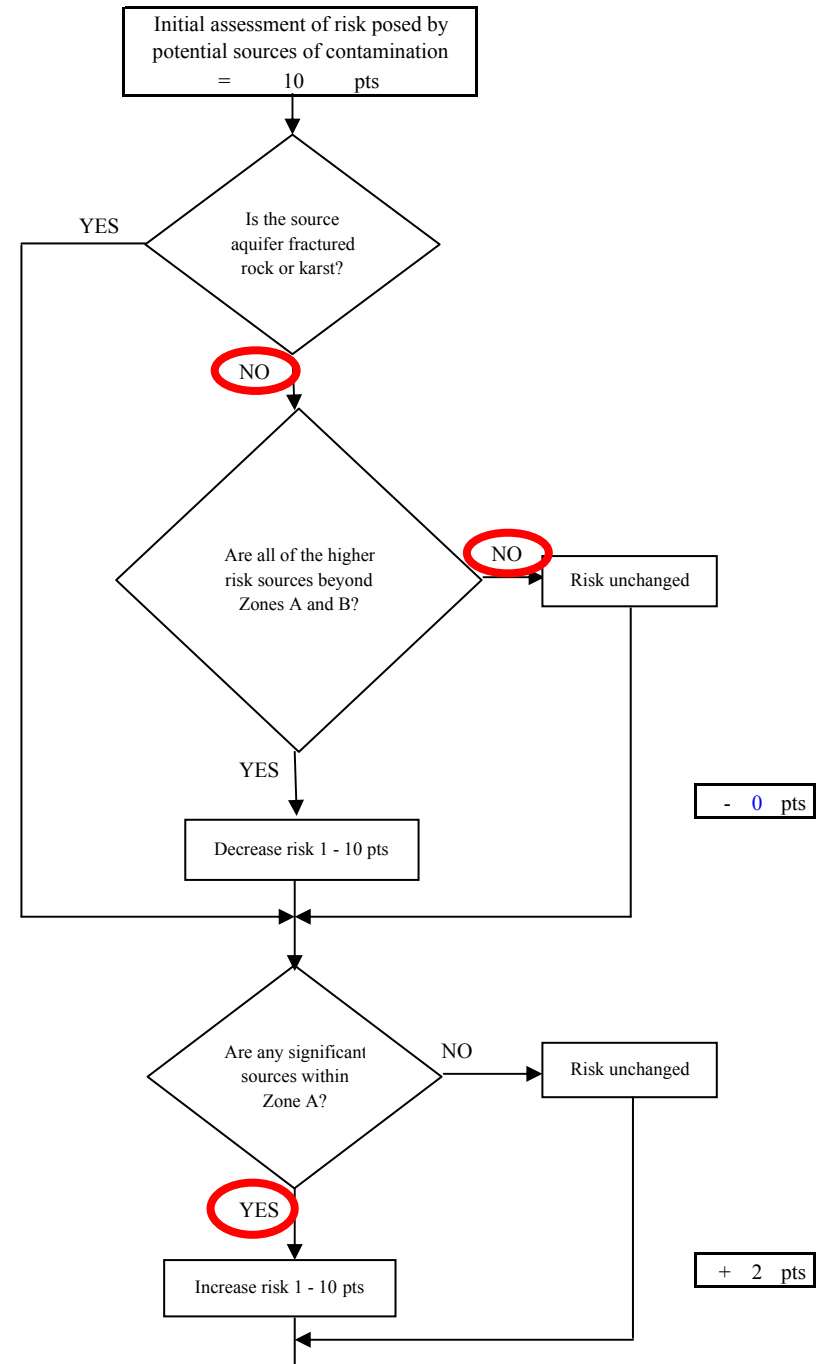 Initial assessment of risk posed by
potential sources of contamination
= 10 pts
YES
Is the source
aquifer fractured
rock or karst?
NO
Are all of the higher
risk sources beyond
Zones A and B?
NO
Risk unchanged
YES
- 0 pts
Decrease risk 1 - 10 pts
Are any significant
sources within
Zone A?
NO
Risk unchanged
YES
Increase risk 1 - 10 pts
+ 2 pts